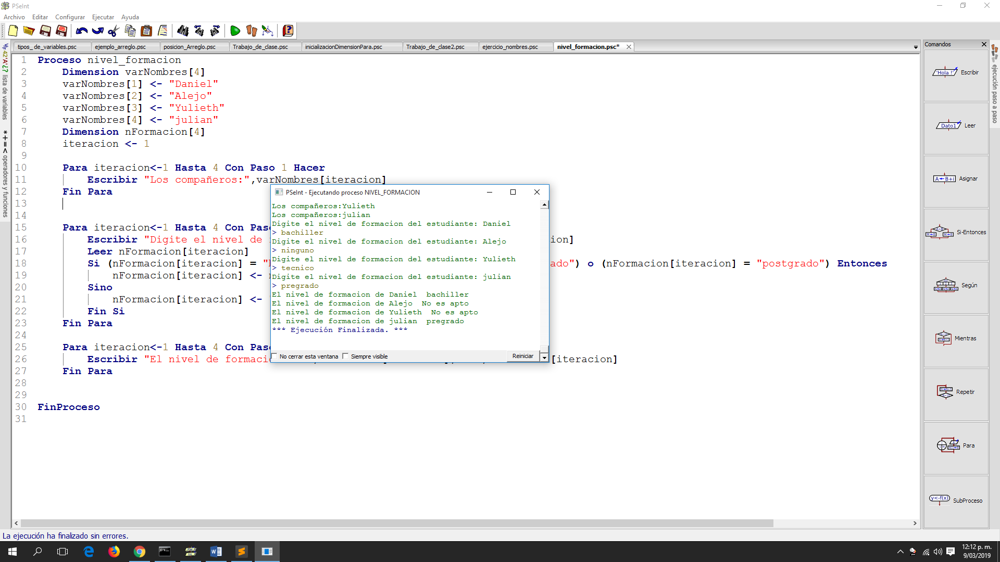 PSeInt
Archivo Editar Configurar Ejecutar Ayuda
tipos_ de_variables.psc ejemplo_arreglo.psc posicion_Arreglo.psc Trabajo_de_clase.psc inicializacionDimensionPara.psc Trabajo_de_clase2.psc ejercicio_nombres.psc nivel_formacion.psc*
lista de variables
operadores y funciones
1 Proceso nivel_formacion
2 Dimension varNombres[4]
3 varNombres[1] <- "Daniel"
4 varNombres[2] <- "Alejo"
5 varNombres[3] <- "Yulieth"
6 varNombres[4] <- "julian"
7 Dimension nFormacion[4]
8 iteracion <- 1
9
10 Para iteracion<-1 Hasta 4 Con Paso 1 Hacer
11 Escribir "Los compañeros:",varNombres[iteracion]
12 Fin Para
13
14
15 Para iteracion<-1 Hasta 4 Con Paso
16 Escribir "Digite el nivel de ion]
17 Leer nFormacion[iteracion]
18 Si (nFormacion[iteracion] = " ado") o (nFormacion[iteracion] = "postgrado") Entonces
19 nFormacion[iteracion] <-
20 Sino
21 nFormacion[iteracion] <-
22 Fin Si
23 Fin Para
24
25 Para iteracion<-1 Hasta 4 Con Paso
26 Escribir "El nivel de formaci [iteracion]
27 Fin Para
28
29
30 FinProceso
31
PSeInt - Ejecutando proceso NIVEL_FORMACION
Los compañeros:Yulieth
Los compañeros:julian
Digite el nivel de formacion del estudiante: Daniel
> bachiller
Digite el nivel de formacion del estudiante: Alejo
> ninguno
Digite el nivel de formacion del estudiante: Yulieth
> tecnico
Digite el nivel de formacion del estudiante: julian
> pregrado
El nivel de formacion de Daniel  bachiller
El nivel de formacion de Alejo  No es apto
El nivel de formacion de Yulieth  No es apto
El nivel de formacion de julian  pregrado
*** Ejecución Finalizada. ***
No cerrar esta ventana Siempre visible Reiniciar
Comandos
'Hola !' Escribir
Dato1 Leer
A←B+i Asignar
Si-Entonces
Según
Mientras
Repetir
Para
y<-f(x) SubProceso
ejecución paso a paso
La ejecución ha finalizado sin errores.
12:12 p. m.
9/03/2019